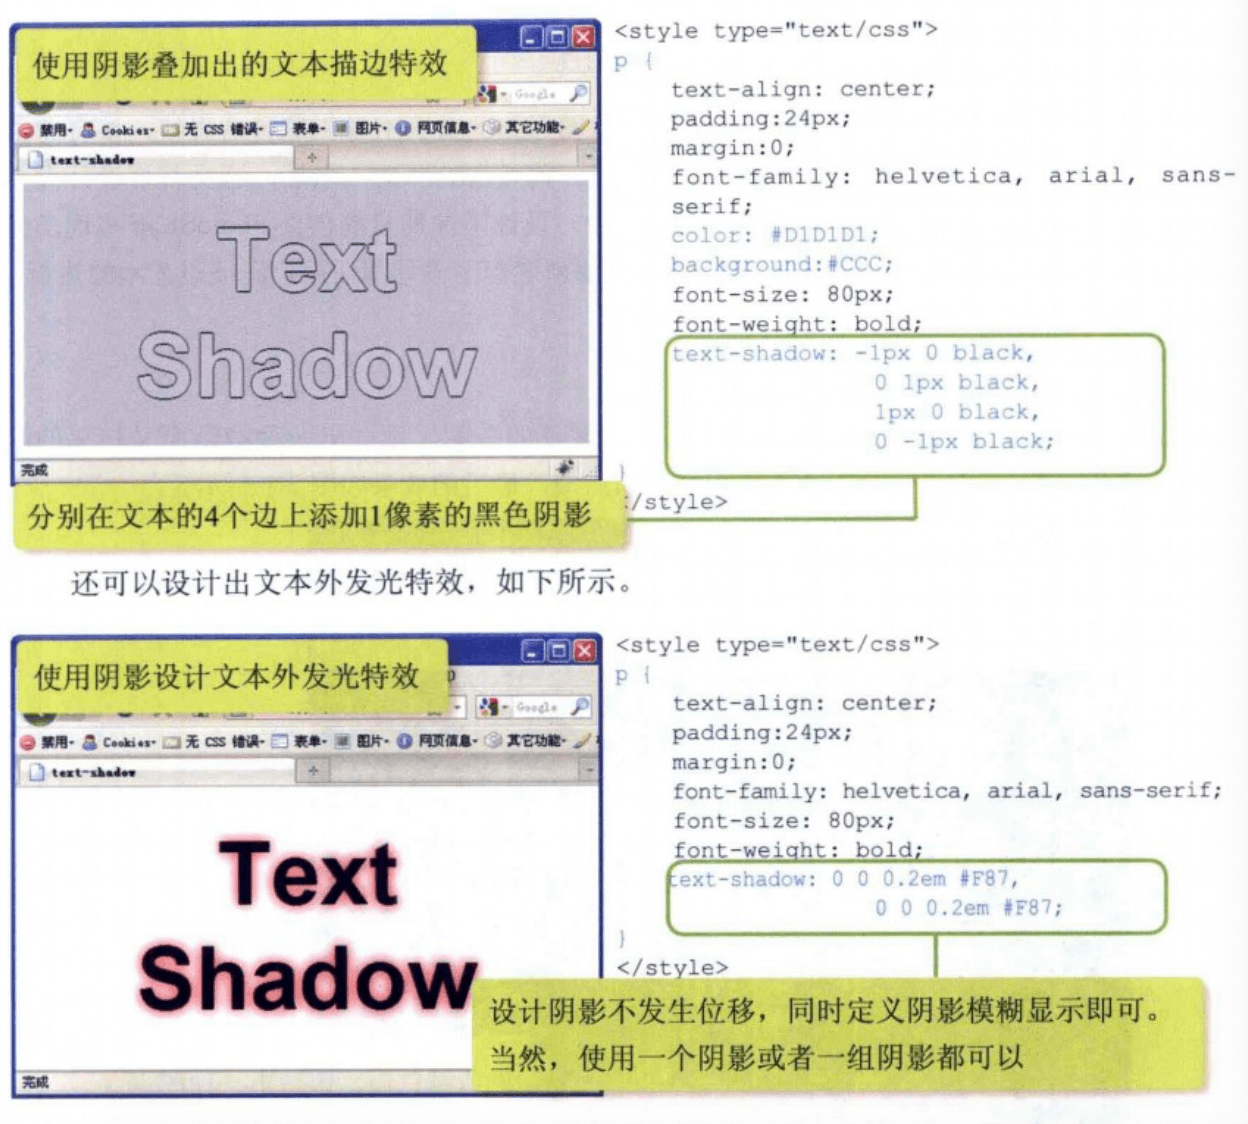 使用阴影叠加出的文本描边特效
Google
禁用 Cookies 无 CSS 错误 表单 图片 网页信息 其它功能
text-shadow
Text
Shadow
完成
分别在文本的4个边上添加1像素的黑色阴影
<style type="text/css">
p {
text-align: center;
padding:24px;
margin:0;
font-family: helvetica, arial, sans-
serif;
color: #D1D1D1;
background:#CCC;
font-size: 80px;
font-weight: bold;
text-shadow: -1px 0 black,
0 1px black,
1px 0 black,
0 -1px black;
}
</style>
还可以设计出文本外发光特效，如下所示。
使用阴影设计文本外发光特效
Google
禁用 Cookies 无 CSS 错误 表单 图片 网页信息 其它功能
text-shadow
Text
Shadow
完成
<style type="text/css">
p {
text-align: center;
padding:24px;
margin:0;
font-family: helvetica, arial, sans-serif;
font-size: 80px;
font-weight: bold;
text-shadow: 0 0 0.2em #F87,
0 0 0.2em #F87;
}
</style>
设计阴影不发生位移，同时定义阴影模糊显示即可。
当然，使用一个阴影或者一组阴影都可以